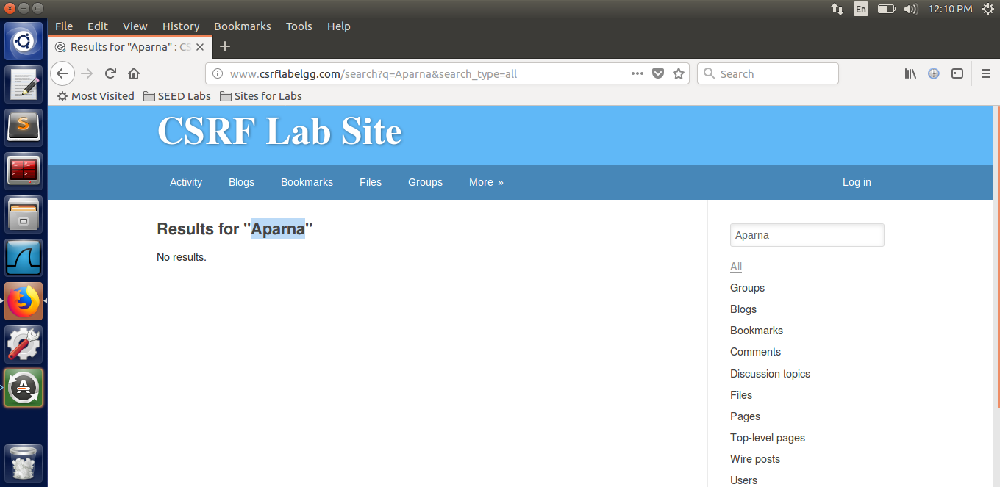 En 12:10 PM
File Edit View History Bookmarks Tools Help
Results for "Aparna" : CS
www.csrflabelgg.com/search?q=Aparna&search_type=all
Search
Most Visited SEED Labs Sites for Labs
CSRF Lab Site
Activity Blogs Bookmarks Files Groups More » Log in
Results for "Aparna"
No results.
Aparna
All
Groups
Blogs
Bookmarks
Comments
Discussion topics
Files
Pages
Top-level pages
Wire posts
Users